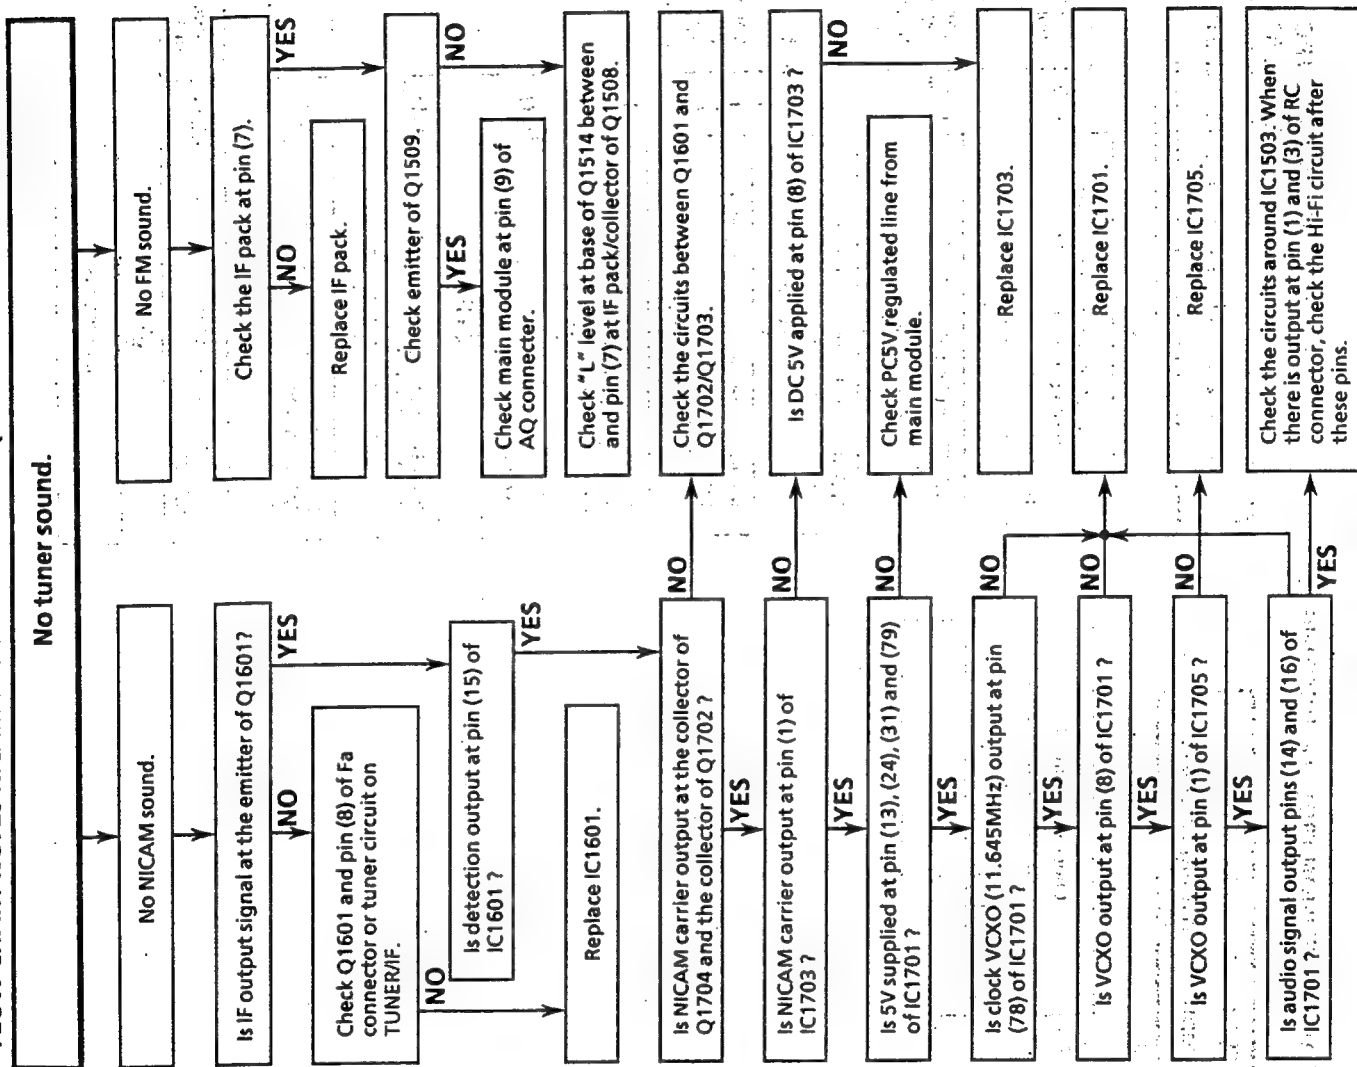 No tuner sound.
No NICAM sound.
Is IF output signal at the emitter of Q1601?
YES
NO
Check Q1601 and pin (8) of Fa
connector or tuner circuit on
TUNER/IF.
Is detection output at pin (15) of
IC1601 ?
NO
YES
Replace IC1601.
Is NICAM carrier output at the collector of
Q1704 and the collector of Q1702 ?
NO
YES
Is NICAM carrier output at pin (1) of
IC1703 ?
NO
YES
Is 5V supplied at pin (13), (24), (31) and (79)
of IC1701 ?
NO
YES
Is clock VCXO (11.645MHz) output at pin
(78) of IC1701 ?
NO
YES
Is VCXO output at pin (8) of IC1701 ?
NO
YES
Is VCXO output at pin (1) of IC1705 ?
NO
YES
Is audio signal output pins (14) and (16) of
IC1701 ?
YES
No FM sound.
Check the IF pack at pin (7).
YES
NO
Replace IF pack.
Check emitter of Q1509.
NO
YES
Check main module at pin (9) of
AQ connecter.
Check "L" level at base of Q1514 between
and pin (7) at IF pack/collector of Q1508.
Check the circuits between Q1601 and
Q1702/Q1703.
Is DC 5V applied at pin (8) of IC1703 ?
NO
Check PC5V regulated line from
main module.
Replace IC1703.
Replace IC1701.
Replace IC1705.
Check the circuits around IC1503. When
there is output at pin (1) and (3) of RC
connector, check the Hi-Fi circuit after
these pins.